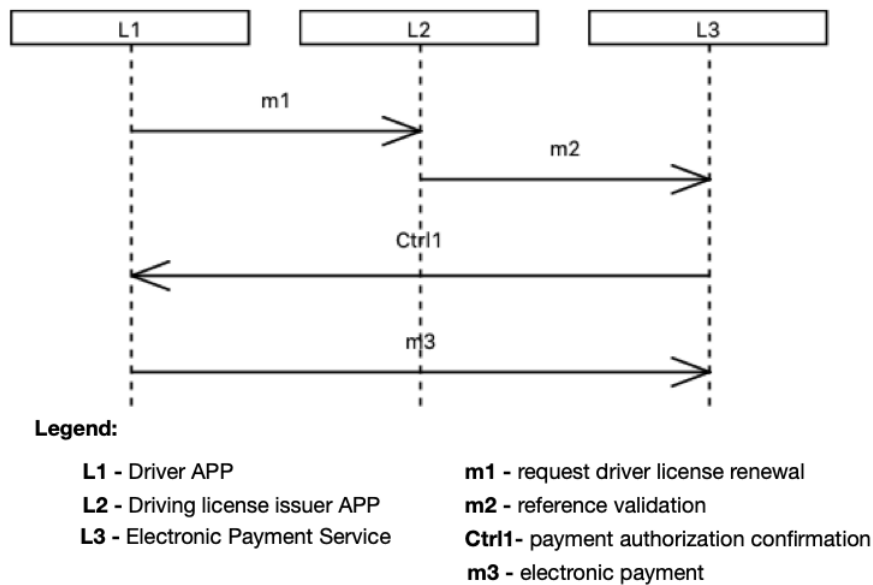 L1 L2 L3
m1
m2
Ctrl1
m3
Legend:
L1 - Driver APP
L2 - Driving license issuer APP
L3 - Electronic Payment Service
m1 - request driver license renewal
m2 - reference validation
Ctrl1- payment authorization confirmation
m3 - electronic payment